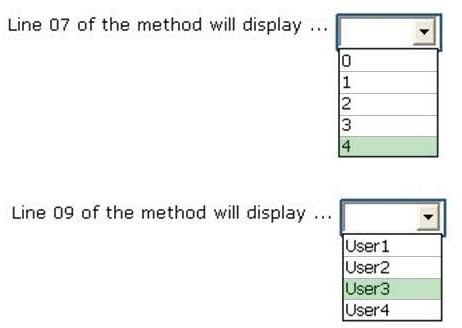 Line 07 of the method will display ...
0
1
2
3
4
Line 09 of the method will display ...
User1
User2
User3
User4